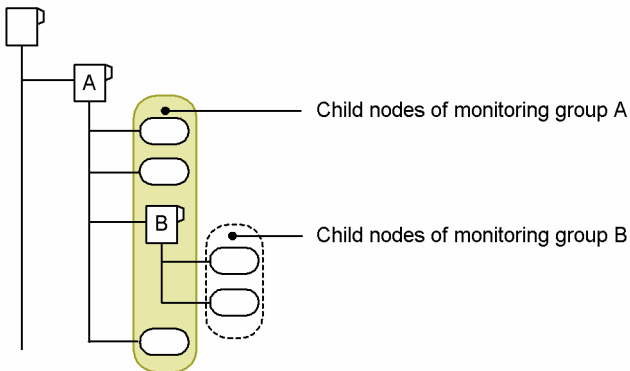 A
Child nodes of monitoring group A
B
Child nodes of monitoring group B